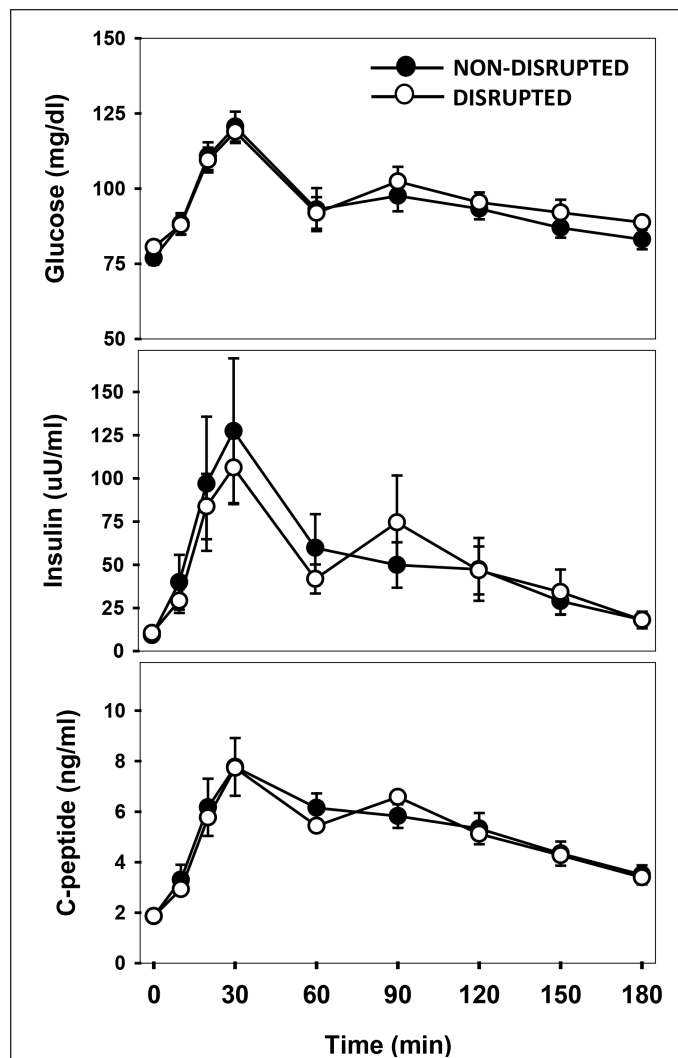 150
125
100
75
50
Glucose (mg/dl)
NON-DISRUPTED
DISRUPTED
150
125
100
75
50
25
0
Insulin (uU/ml)
10
8
6
4
2
0
C-peptide (ng/ml)
0 30 60 90 120 150 180
Time (min)